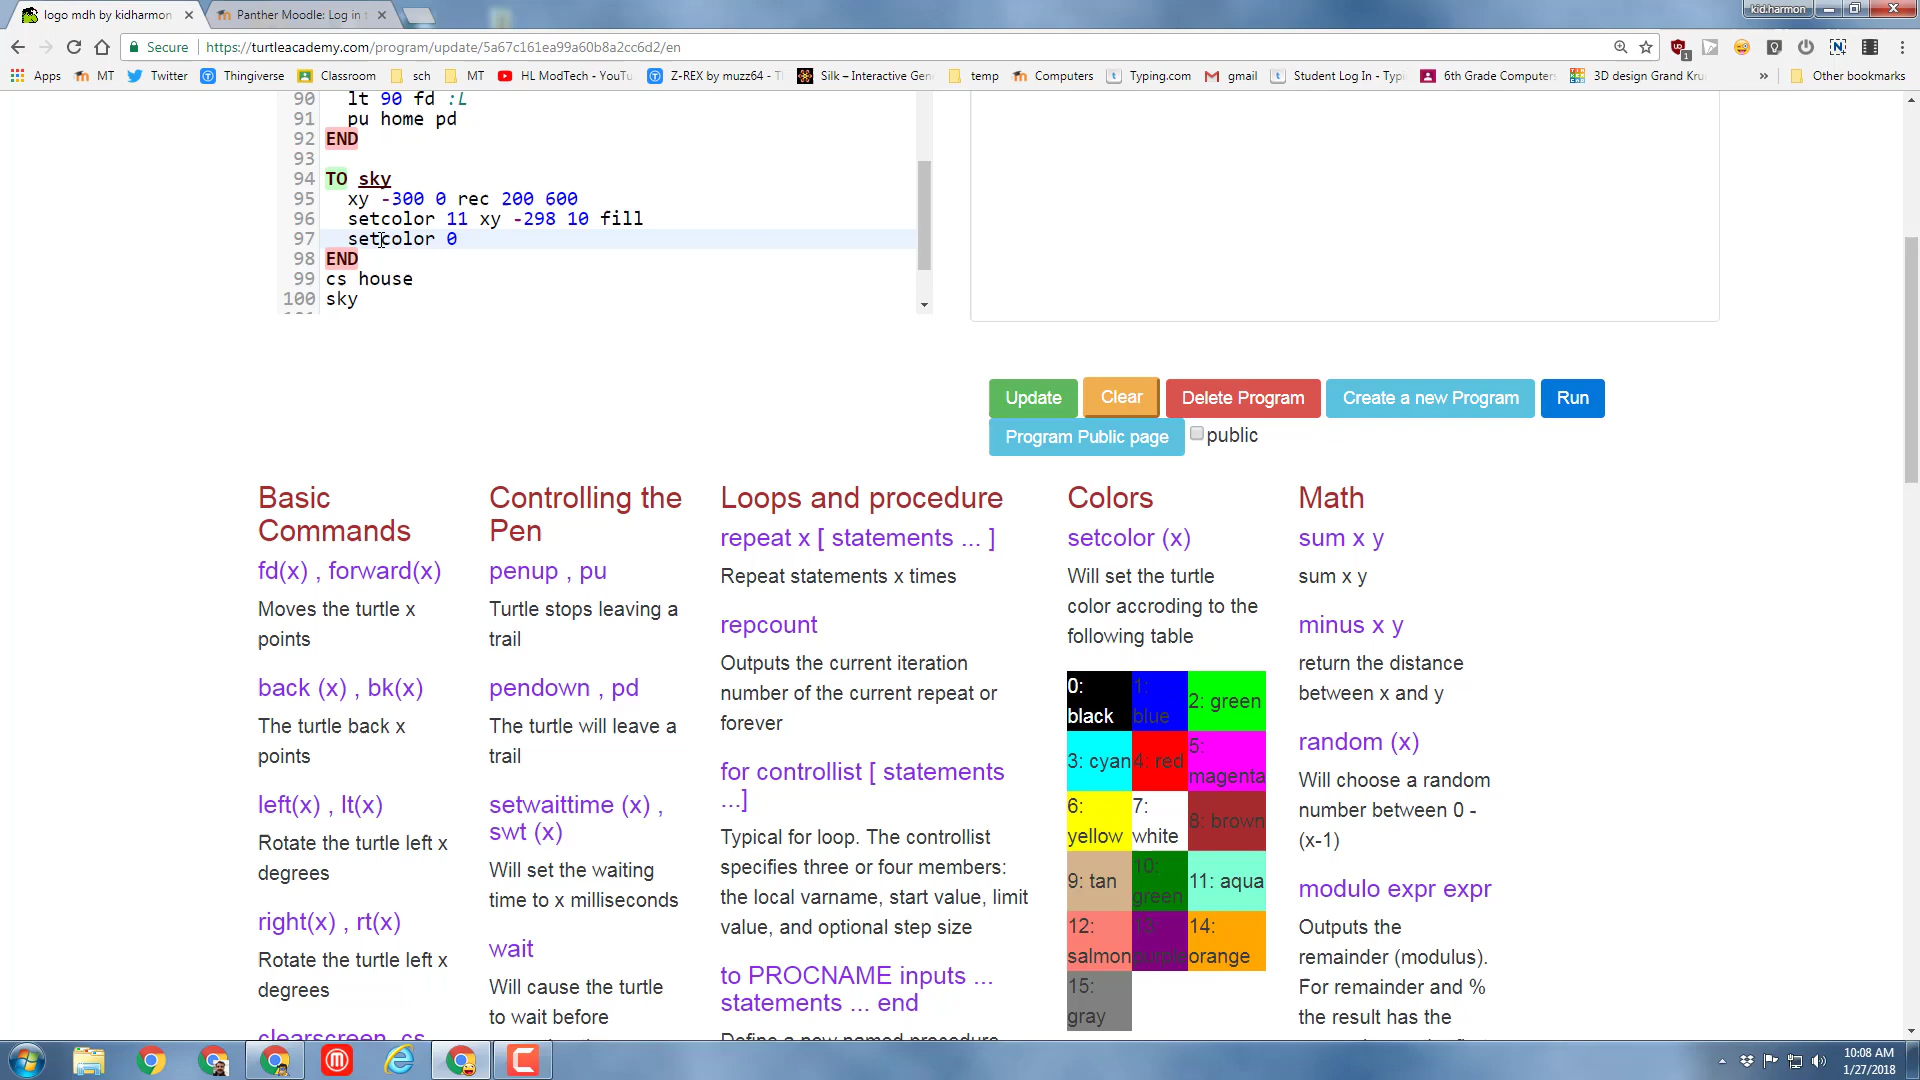 logo mdh by kidharmon
Panther Moodle: Log in t
kid.harmon
Secure
https://turtleacademy.com/program/update/5a67c161ea99a60b8a2cc6d2/en
Apps
MT
Twitter
Thingiverse
Classroom
sch
MT
HL ModTech - YouTu
Z-REX by muzz64 - T
Silk – Interactive Gen
temp
Computers
Typing.com
gmail
Student Log In - Typi
6th Grade Computers
3D design Grand Kru
»
Other bookmarks
90 lt 90 fd :L
91 pu home pd
92 END
93
94 TO sky
95 xy -300 0 rec 200 600
96 setcolor 11 xy -298 10 fill
97 setcolor 0
98 END
99 cs house
100 sky
Update
Clear
Delete Program
Create a new Program
Run
Program Public page
public
Basic
Commands
fd(x) , forward(x)
Moves the turtle x
points
back (x) , bk(x)
The turtle back x
points
left(x) , lt(x)
Rotate the turtle left x
degrees
right(x) , rt(x)
Rotate the turtle left x
degrees
clearscreen, cs
Controlling the
Pen
penup , pu
Turtle stops leaving a
trail
pendown , pd
The turtle will leave a
trail
setwaittime (x) ,
swt (x)
Will set the waiting
time to x milliseconds
wait
Will cause the turtle
to wait before
Loops and procedure
repeat x [ statements ... ]
Repeat statements x times
repcount
Outputs the current iteration
number of the current repeat or
forever
for controllist [ statements
...]
Typical for loop. The controllist
specifies three or four members:
the local varname, start value, limit
value, and optional step size
to PROCNAME inputs ...
statements ... end
Define a new named procedure
Colors
setcolor (x)
Will set the turtle
color accroding to the
following table
0:
black
1:
blue
2: green
3: cyan
4: red
5:
magenta
6:
yellow
7:
white
8: brown
9: tan
10:
green
11: aqua
12:
salmon
13:
purple
14:
orange
15:
gray
Math
sum x y
sum x y
minus x y
return the distance
between x and y
random (x)
Will choose a random
number between 0 -
(x-1)
modulo expr expr
Outputs the
remainder (modulus).
For remainder and %
the result has the
10:08 AM
1/27/2018